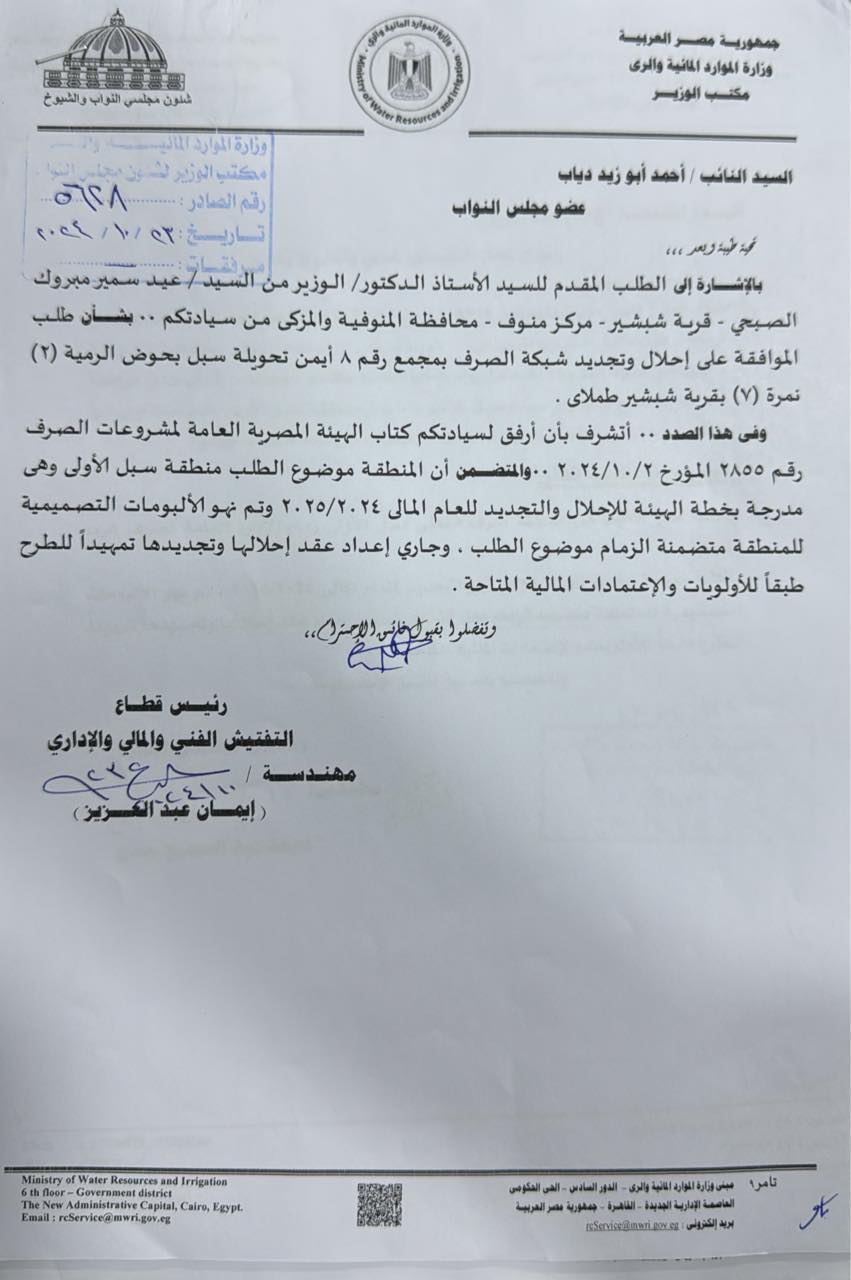 جمهورية مصر العربية
وزارة الموارد المائية والرى
مكتب الوزير
Ministry of Water Resources and Irrigation
وزارة الموارد المائية والري
شئون مجلسي النواب والشيوخ
وزارة الموارد المائية
مكتب الوزير لشئون مجلس النواب
رقم الصادر : ٥٦٢٨
تاريخ : ٢٣ / ١٠ / ٢٠٢٤
مرفقات :
السيد النائب / أحمد أبو زيد دياب
عضو مجلس النواب
تحية طيبة وبعد ,,,
بالإشارة إلى الطلب المقدم للسيد الأستاذ الدكتور/ الوزير من السيد / عيد سمير مبروك
الصبحي - قرية شبشير - مركز منوف - محافظة المنوفية والمزكى من سيادتكم ٠٠ بشأن طلب
الموافقة على إحلال وتجديد شبكة الصرف بمجمع رقم ٨ أيمن تحويلة سبل بحوض الرمية (٢)
نمرة (٧) بقرية شبشير طملاى .
وفى هذا الصدد ٠٠ أتشرف بأن أرفق لسيادتكم كتاب الهيئة المصرية العامة لمشروعات الصرف
رقم ٢٨٥٥ المؤرخ ٢٠٢٤/١٠/٢ ٠٠والمتضمن أن المنطقة موضوع الطلب منطقة سبل الأولى وهى
مدرجة بخطة الهيئة للإحلال والتجديد للعام المالى ٢٠٢٥/٢٠٢٤ وتم نهو الألبومات التصميمية
للمنطقة متضمنة الزمام موضوع الطلب ، وجاري إعداد عقد إحلالها وتجديدها تمهيداً للطرح
طبقاً للأولويات والإعتمادات المالية المتاحة .
وتفضلوا بقبول فائق الاحترام ,,
رئيس قطاع
التفتيش الفني والمالي والإداري
مهندسة /
( إيمان عبد العزيز )
Ministry of Water Resources and Irrigation
6 th floor – Government district
The New Administrative Capital, Cairo, Egypt.
Email : rcService@mwri.gov.eg
مبنى وزارة الموارد المائية والرى - الدور السادس - الحى الحكومى
العاصمة الإدارية الجديدة - القاهرة - جمهورية مصر العربية
بريد إلكترونى : rcService@mwri.gov.eg
تامر٩